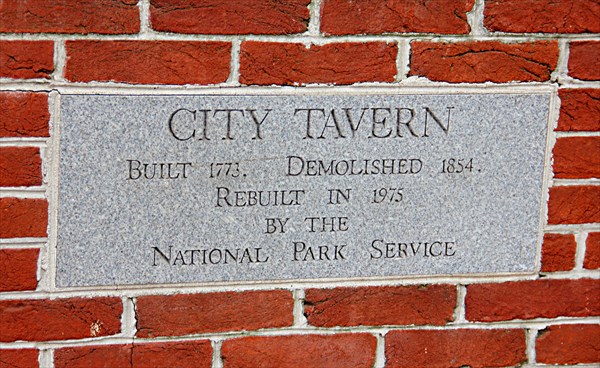 CITY TAVERN
BUILT 1773. DEMOLISHED 1854.
REBUILT IN 1975
BY THE
NATIONAL PARK SERVICE